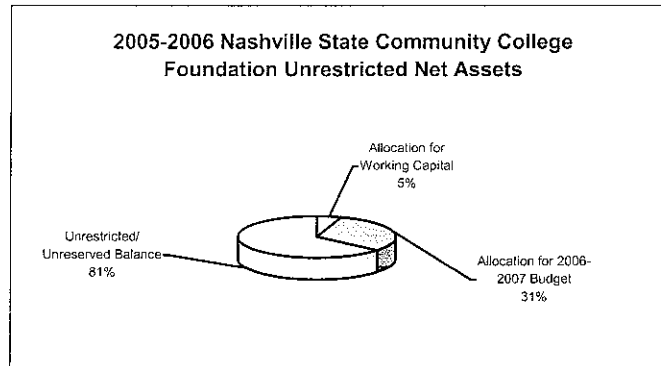 2005-2006 Nashville State Community College
Foundation Unrestricted Net Assets
Allocation for
Working Capital
5%
Unrestricted/
Unreserved Balance
81%
Allocation for 2006-
2007 Budget
31%